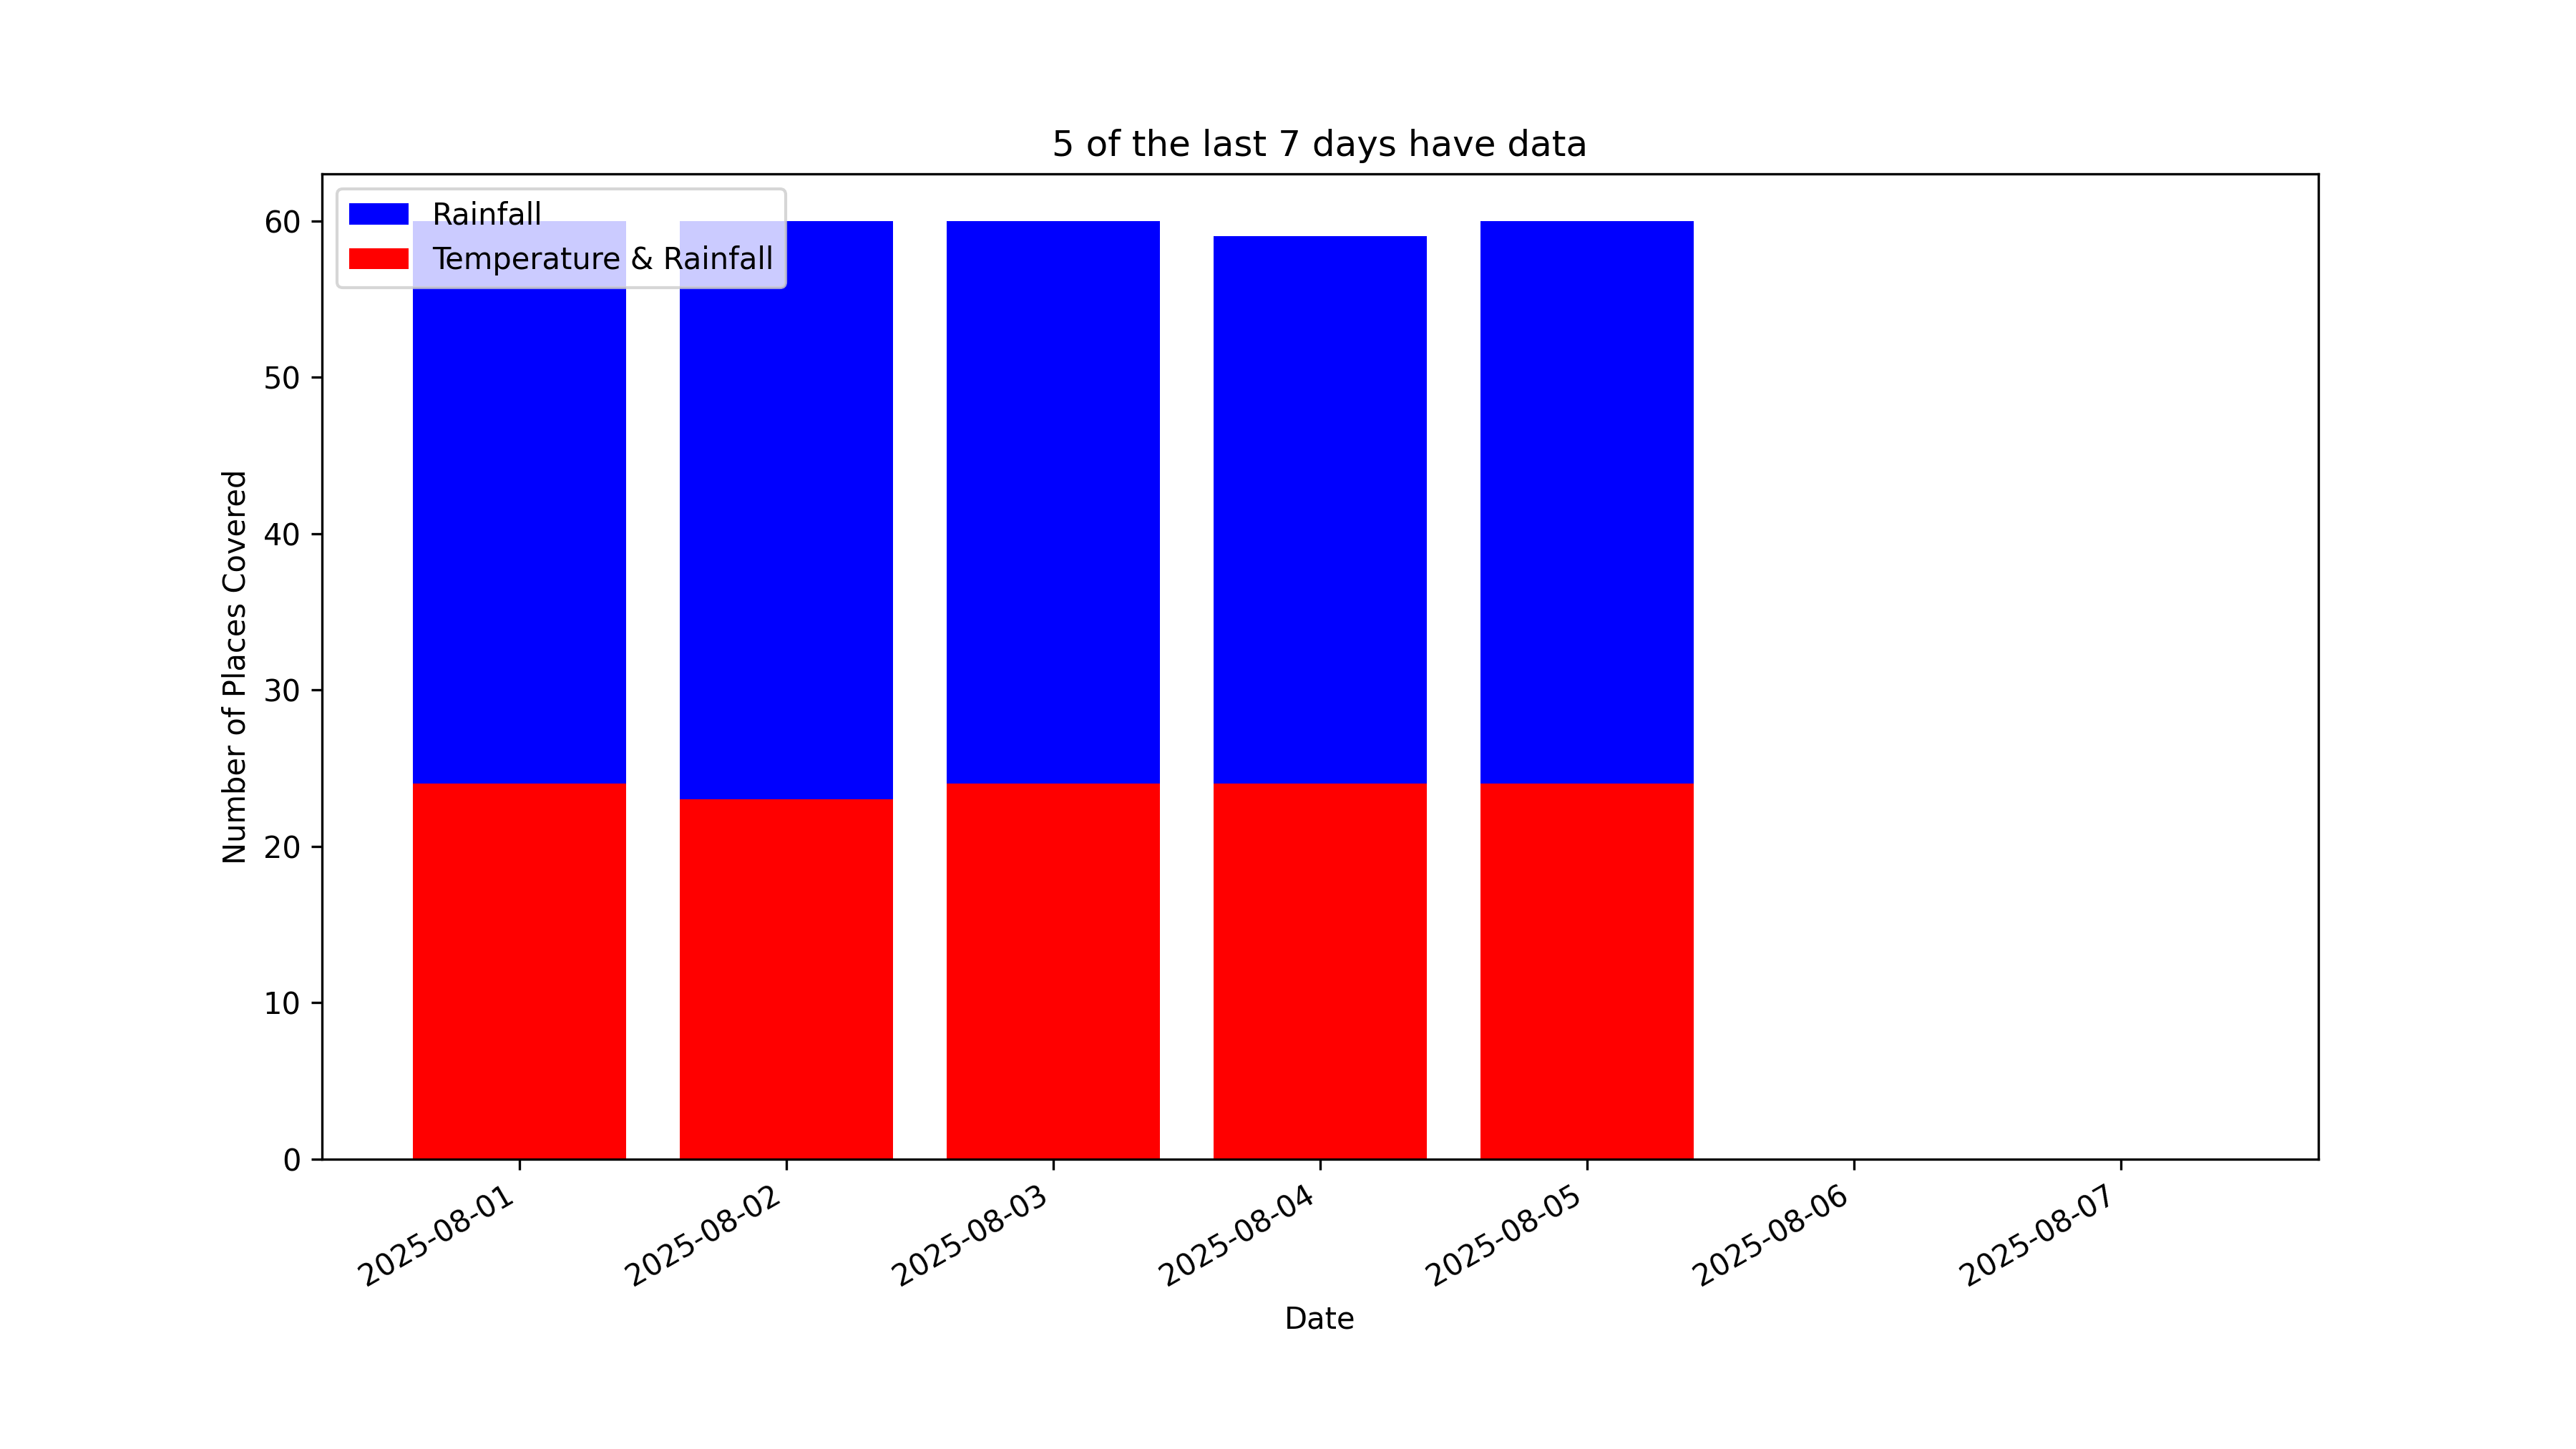 5 of the last 7 days have data
Rainfall
Temperature & Rainfall
Number of Places Covered
60
50
40
30
20
10
0
2025-08-01
2025-08-02
2025-08-03
2025-08-04
2025-08-05
2025-08-06
2025-08-07
Date